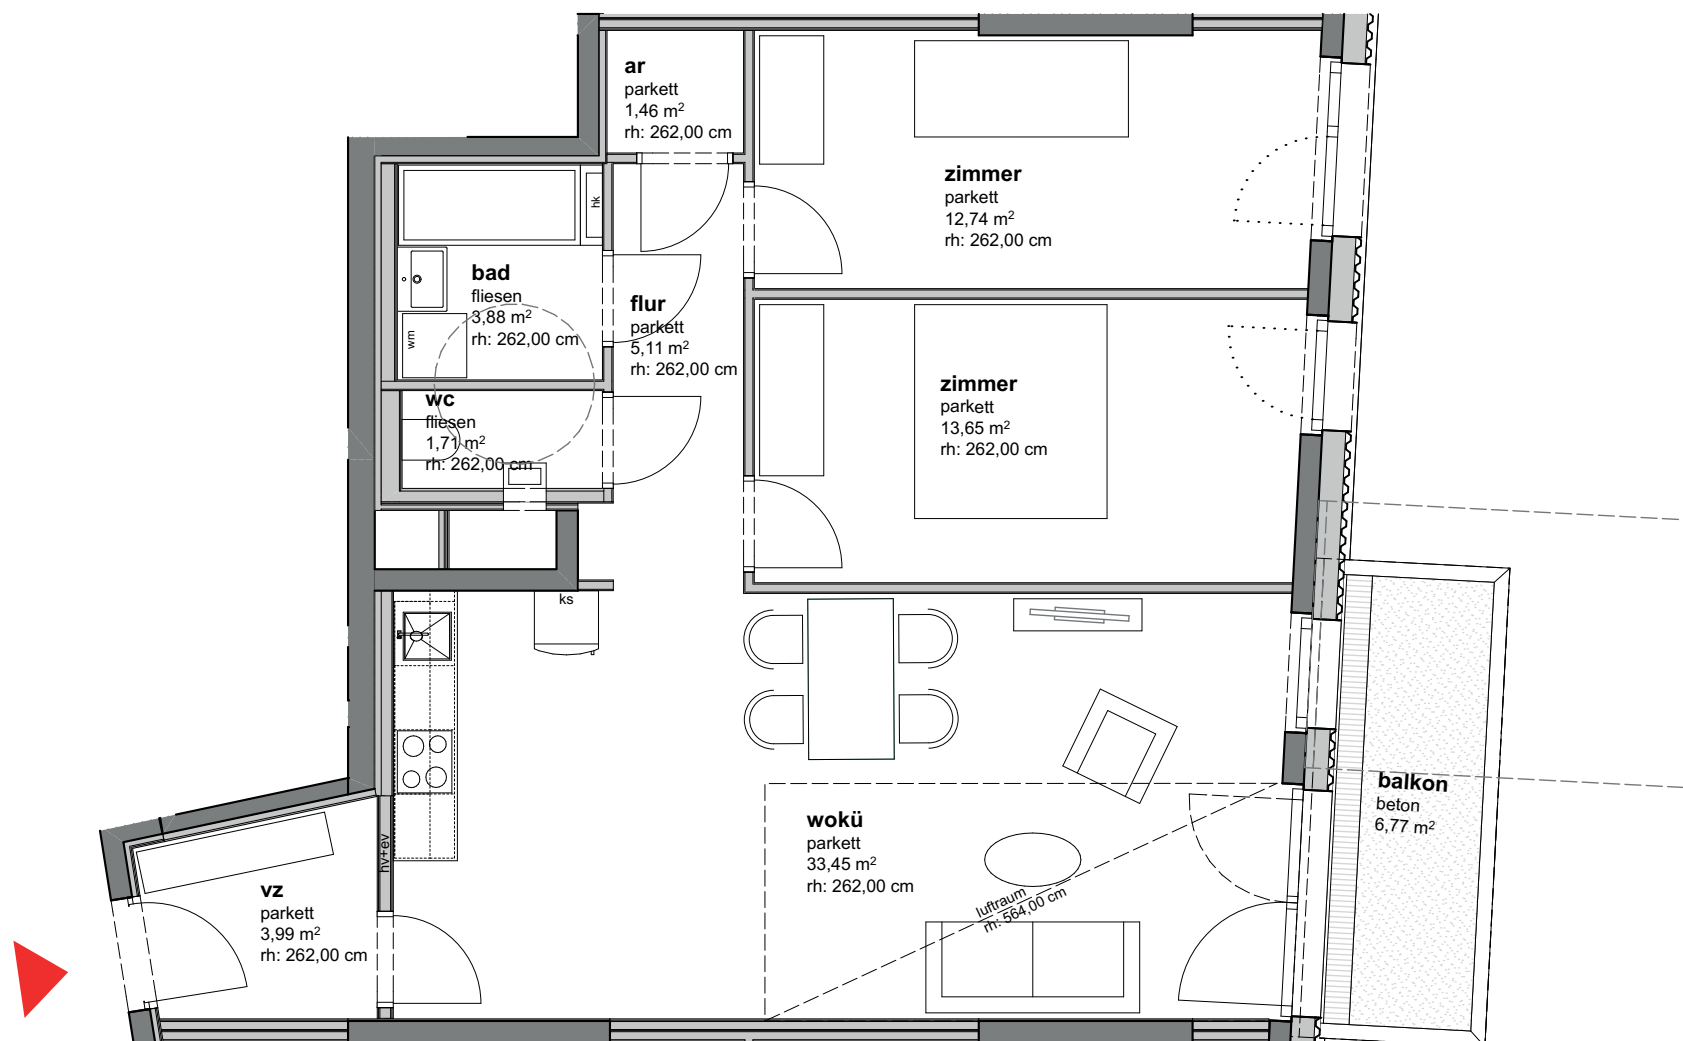 ar
parkett
1,46 m²
rh: 262,00 cm
zimmer
parkett
12,74 m²
rh: 262,00 cm
hk
bad
fliesen
3,88 m²
rh: 262,00 cm
wm
flur
parkett
5,11 m²
rh: 262,00 cm
zimmer
parkett
13,65 m²
rh: 262,00 cm
wc
fliesen
1,71 m²
rh: 262,00 cm
ks
balkon
beton
6,77 m²
wokü
parkett
33,45 m²
rh: 262,00 cm
luftraum
rh: 564,00 cm
hv+ev
vz
parkett
3,99 m²
rh: 262,00 cm